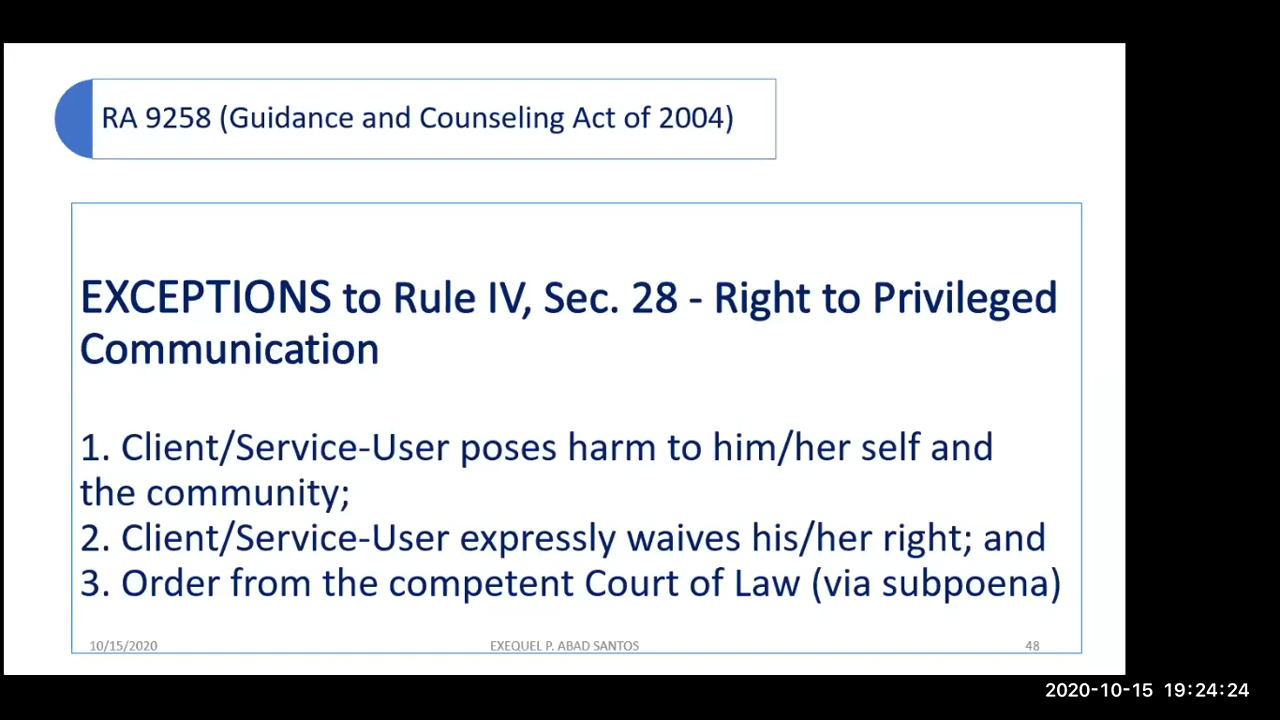 RA 9258 (Guidance and Counseling Act of 2004)
EXCEPTIONS to Rule IV, Sec. 28 - Right to Privileged
Communication
1. Client/Service-User poses harm to him/her self and
the community;
2. Client/Service-User expressly waives his/her right; and
3. Order from the competent Court of Law (via subpoena)
10/15/2020 EXEQUEL P. ABAD SANTOS 48
2020-10-15 19:24:24